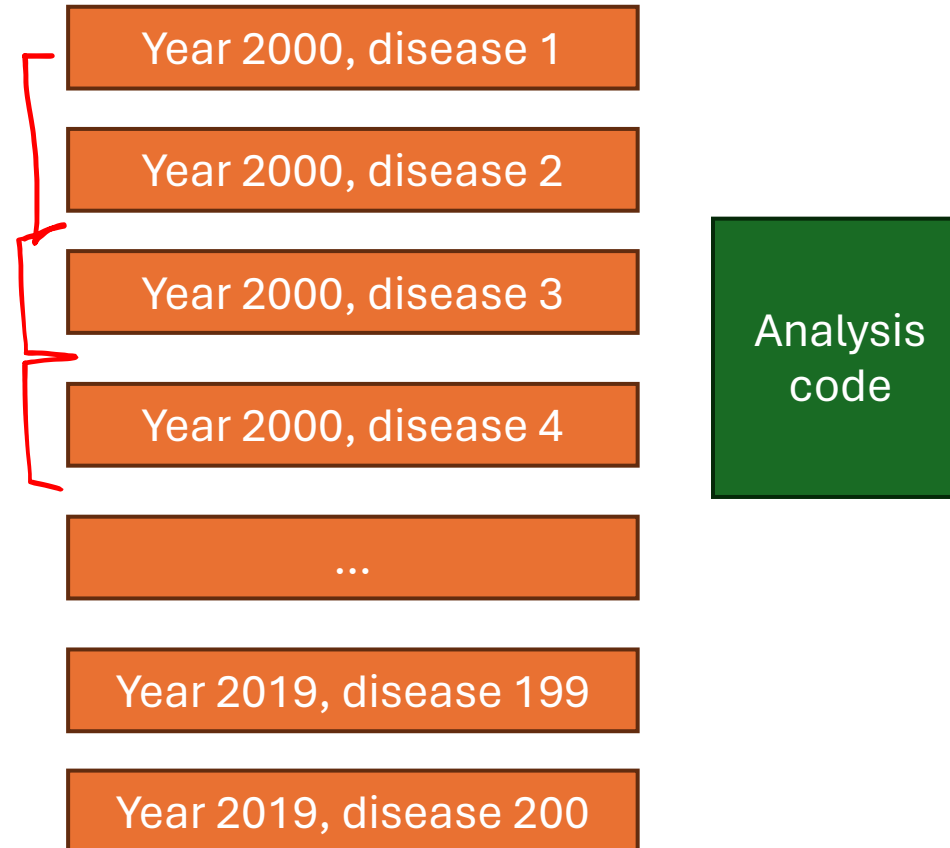 Year 2000, disease 1
Year 2000, disease 2
Year 2000, disease 3
Year 2000, disease 4
...
Year 2019, disease 199
Year 2019, disease 200
Analysis
code